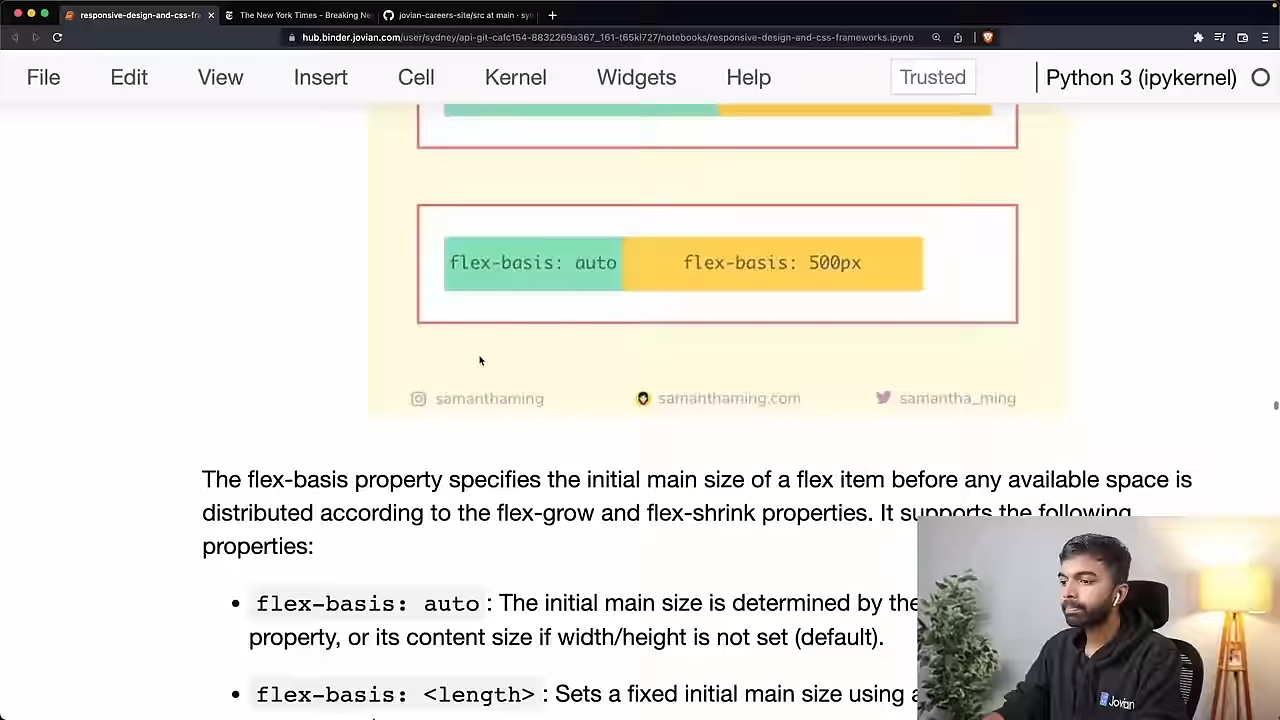 responsive-design-and-css-fra
The New York Times - Breaking Ne
jovian-careers-site/src at main · syd
hub.binder.jovian.com/user/sydney/api-git-cafc154-8832269a367_161-t65kl727/notebooks/responsive-design-and-css-frameworks.ipynb
File Edit View Insert Cell Kernel Widgets Help Trusted Python 3 (ipykernel)
flex-basis: auto flex-basis: 500px
samanthaming samanthaming.com samantha_ming
The flex-basis property specifies the initial main size of a flex item before any available space is
distributed according to the flex-grow and flex-shrink properties. It supports the following
properties:
• flex-basis: auto : The initial main size is determined by the
property, or its content size if width/height is not set (default).
• flex-basis: <length> : Sets a fixed initial main size using a
Jovian